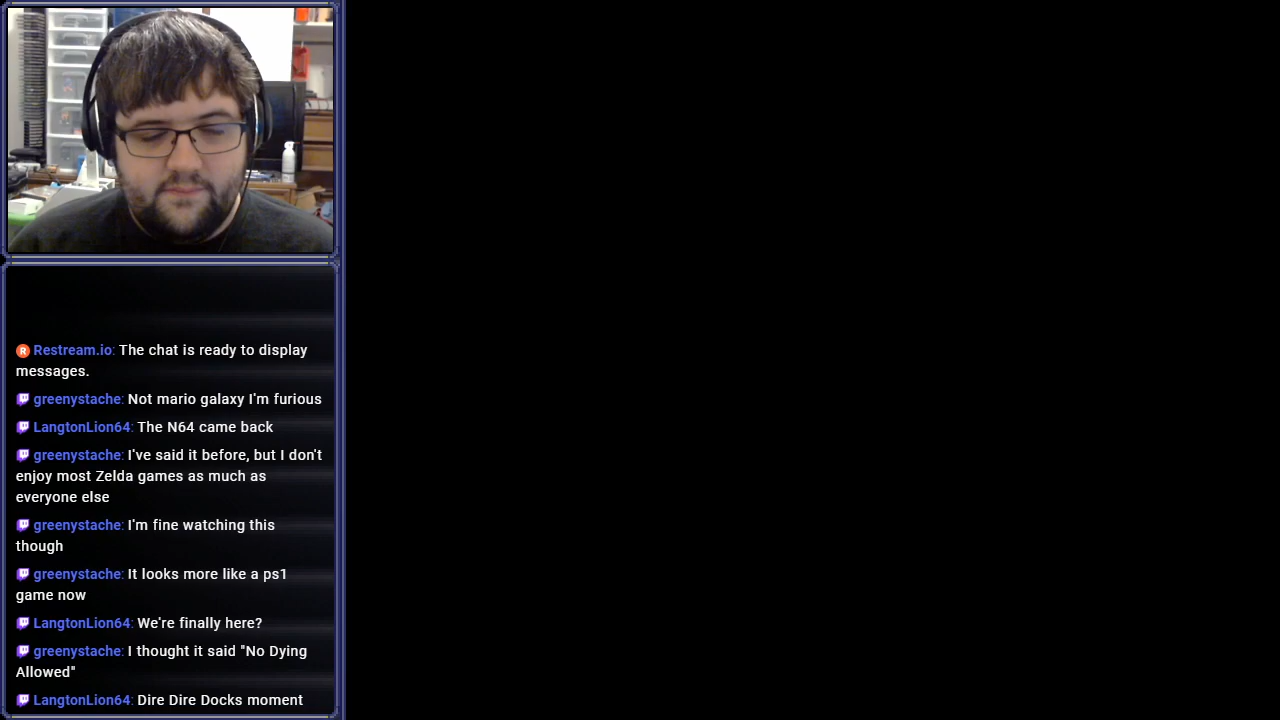 Restream.io: The chat is ready to display
messages.
greenystache: Not mario galaxy I'm furious
LangtonLion64: The N64 came back
greenystache: I've said it before, but I don't
enjoy most Zelda games as much as
everyone else
greenystache: I'm fine watching this
though
greenystache: It looks more like a ps1
game now
LangtonLion64: We're finally here?
greenystache: I thought it said "No Dying
Allowed"
LangtonLion64: Dire Dire Docks moment